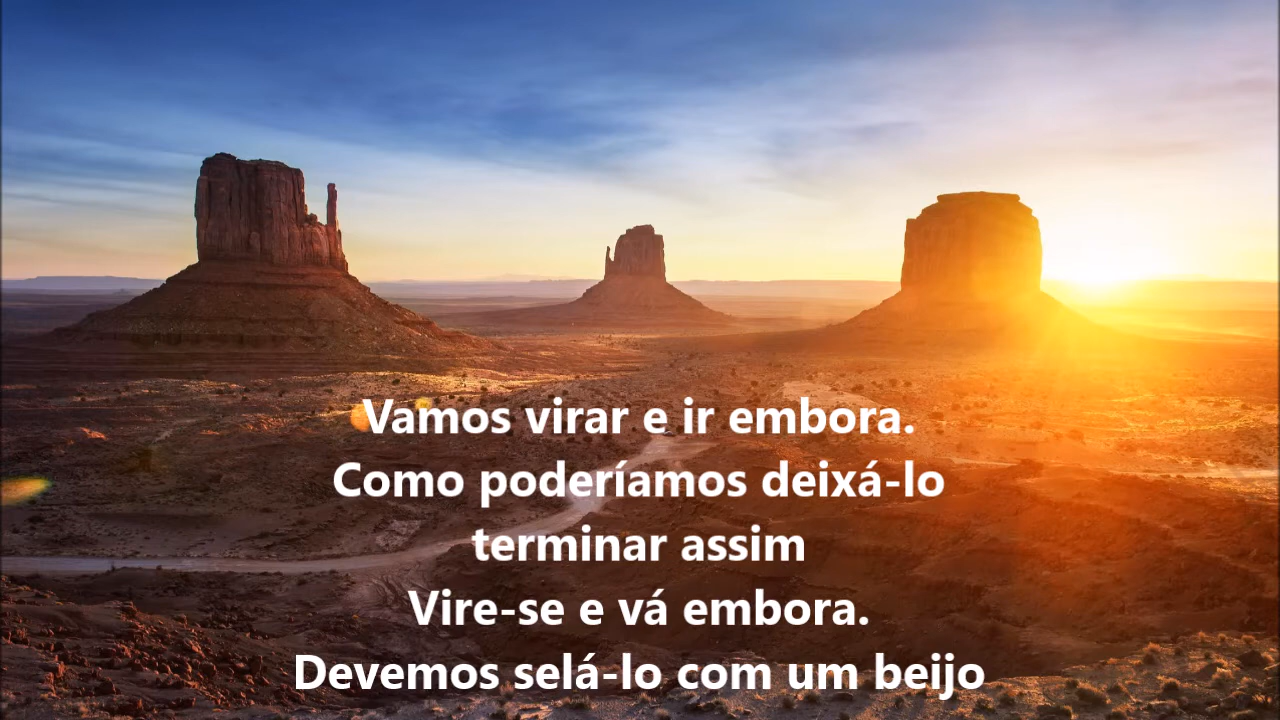 Vamos virar e ir embora.
Como poderíamos deixá-lo
terminar assim
Vire-se e vá embora.
Devemos selá-lo com um beijo